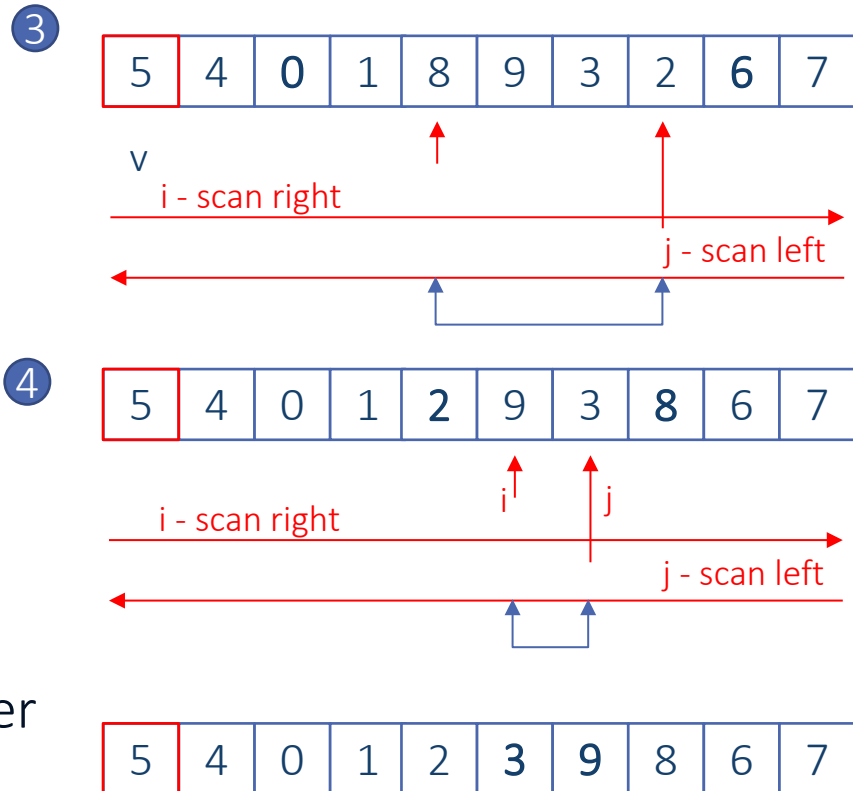 3
5 4 0 1 8 9 3 2 6 7
v
i - scan right
j - scan left
4
5 4 0 1 2 9 3 8 6 7
i j
i - scan right
j - scan left
er
5 4 0 1 2 3 9 8 6 7